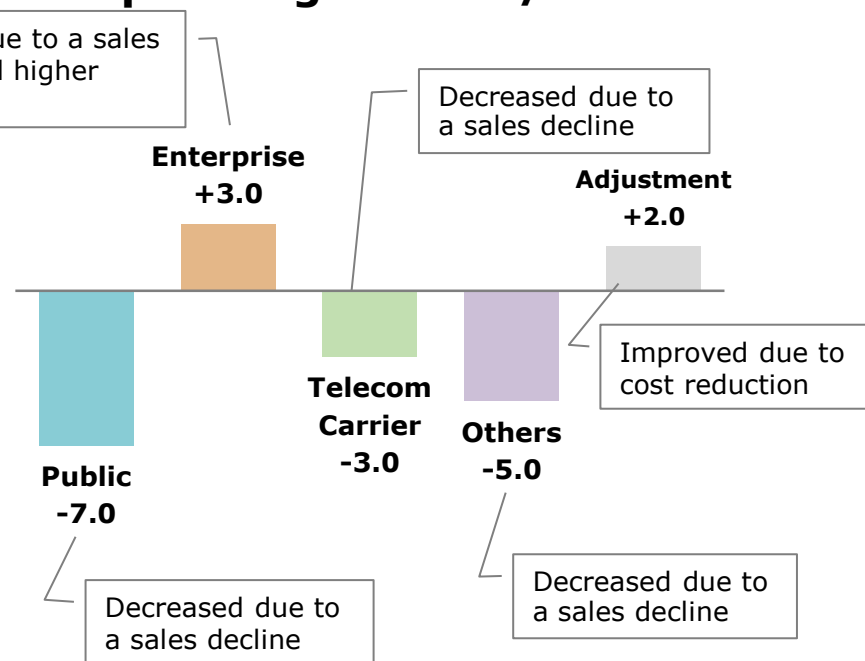 ue to a sales
higher
Decreased due to
a sales decline
Enterprise
+3.0
Adjustment
+2.0
Improved due to
cost reduction
Telecom
Carrier
-3.0
Others
-5.0
Public
-7.0
Decreased due to
a sales decline
Decreased due to
a sales decline